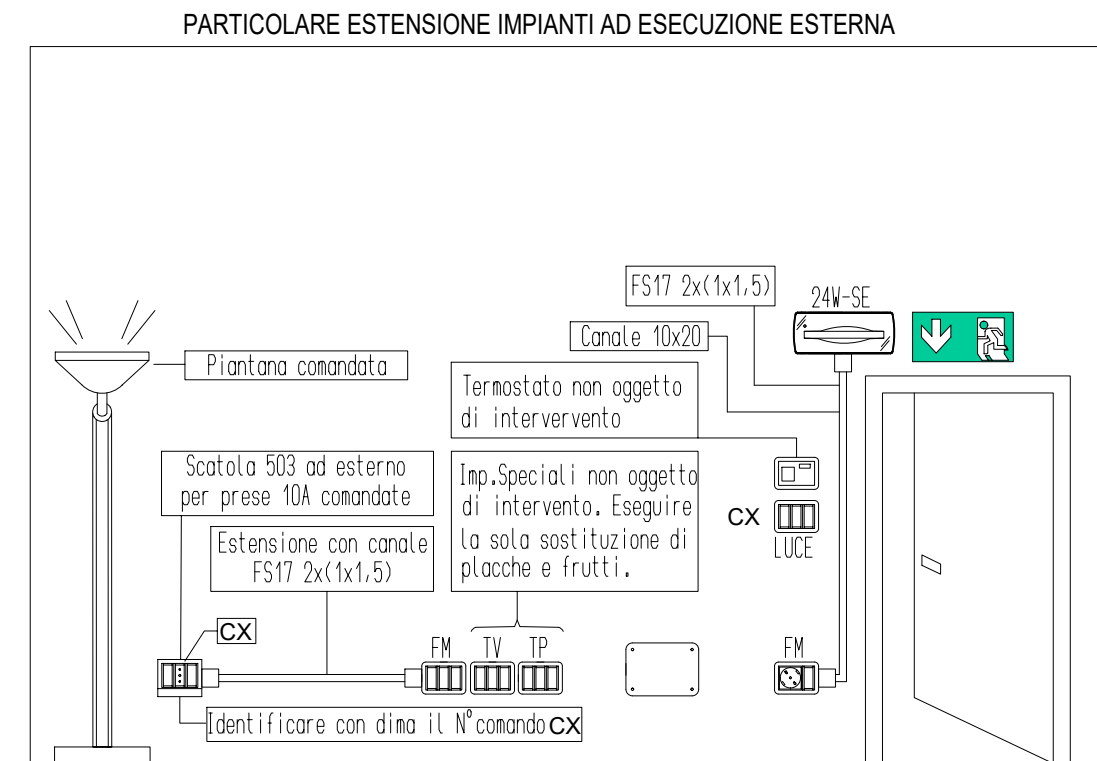 PARTICOLARE ESTENSIONE IMPIANTI AD ESECUZIONE ESTERNA
FS17 2x(1x1,5)
24W-SE
Canale 10x20
Piantana comandata
Termostato non oggetto
di intervervento
Scatola 503 ad esterno
per prese 10A comandate
Imp.Speciali non oggetto
di intervento. Eseguire
la sola sostituzione di
placche e frutti.
CX
LUCE
Estensione con canale
FS17 2x(1x1,5)
CX
FM
TV
TP
FM
Identificare con dima il N°comando CX